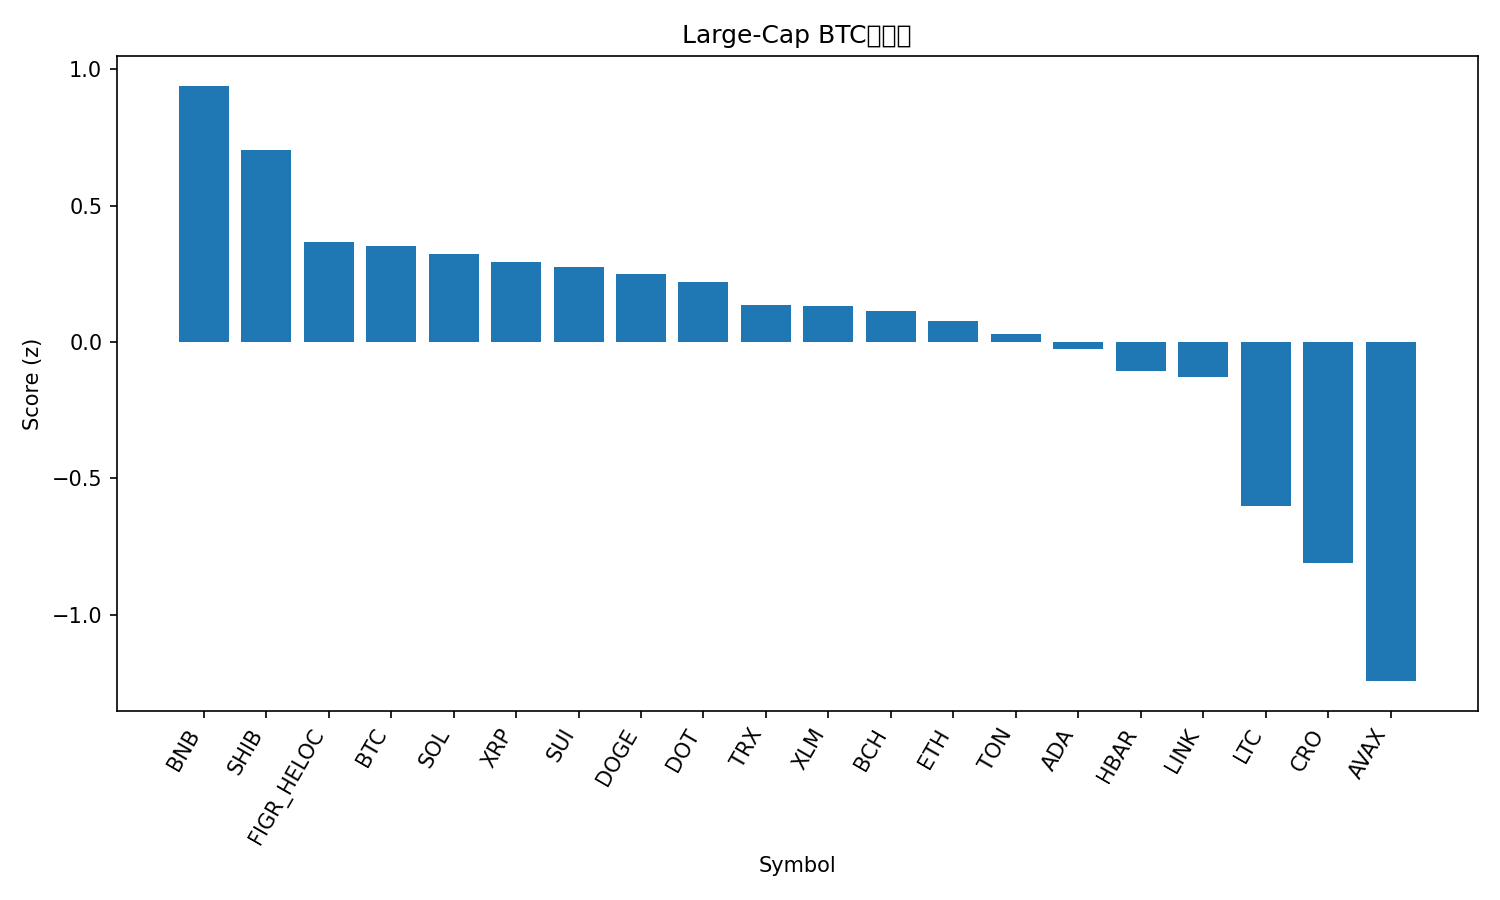 Large-Cap BTC
1.0
0.5
0.0
−0.5
−1.0
Score (z)
BNB
SHIB
FIGR_HELOC
BTC
SOL
XRP
SUI
DOGE
DOT
TRX
XLM
BCH
ETH
TON
ADA
HBAR
LINK
LTC
CRO
AVAX
Symbol